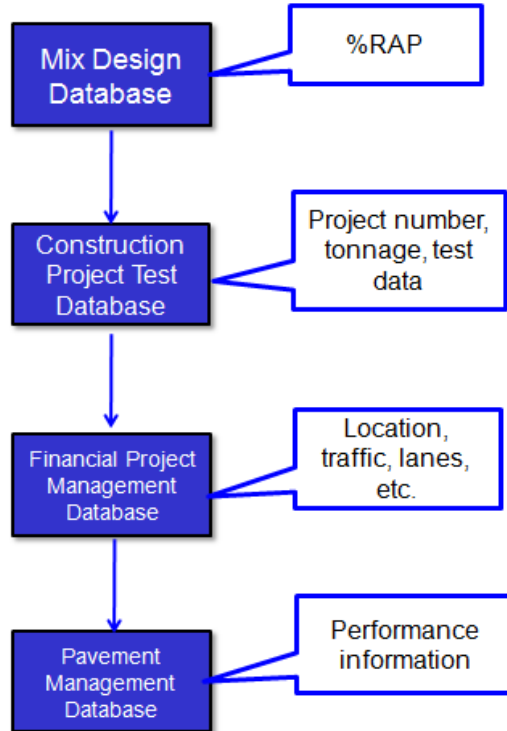 Mix Design
Database
%RAP
Construction
Project Test
Database
Project number,
tonnage, test
data
Financial Project
Management
Database
Location,
traffic, lanes,
etc.
Pavement
Management
Database
Performance
information